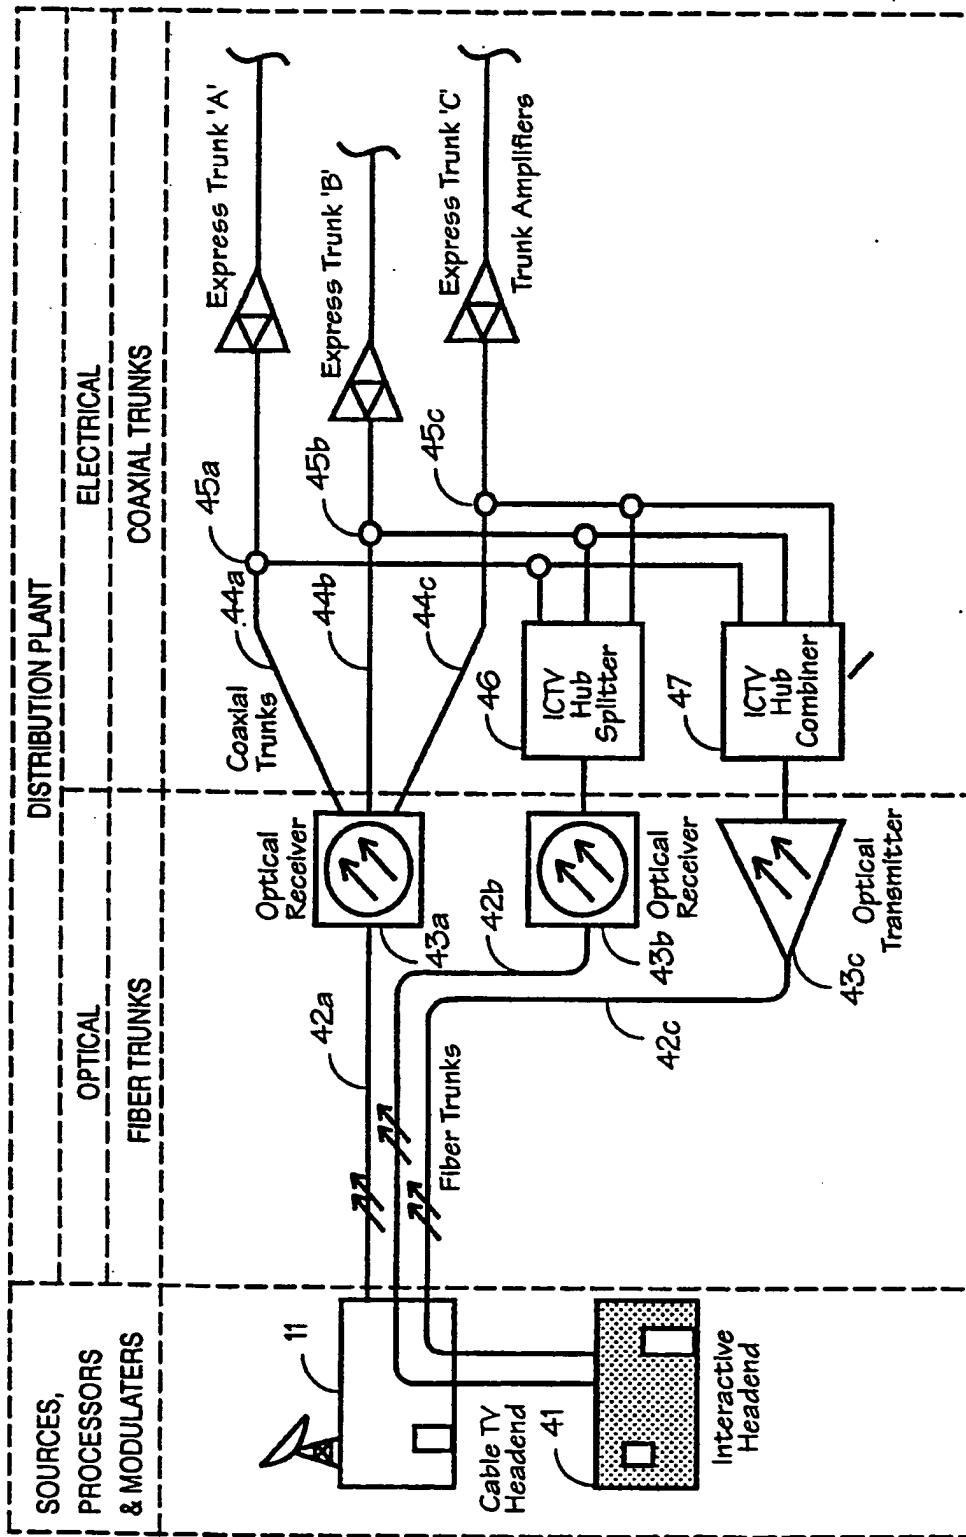 DISTRIBUTION PLANT
SOURCES,
PROCESSORS
& MODULATERS
OPTICAL
ELECTRICAL
FIBER TRUNKS
COAXIAL TRUNKS
11
Cable TV
Headend
41
Interactive
Headend
42a
Fiber Trunks
42b
42c
Optical
Receiver
43a
Optical
Receiver
43b
Optical
Transmitter
43c
Coaxial
Trunks
44a
44b
44c
45a
45b
45c
46
ICTV
Hub
Splitter
47
ICTV
Hub
Combiner
Express Trunk 'A'
Express Trunk 'B'
Express Trunk 'C'
Trunk Amplifiers